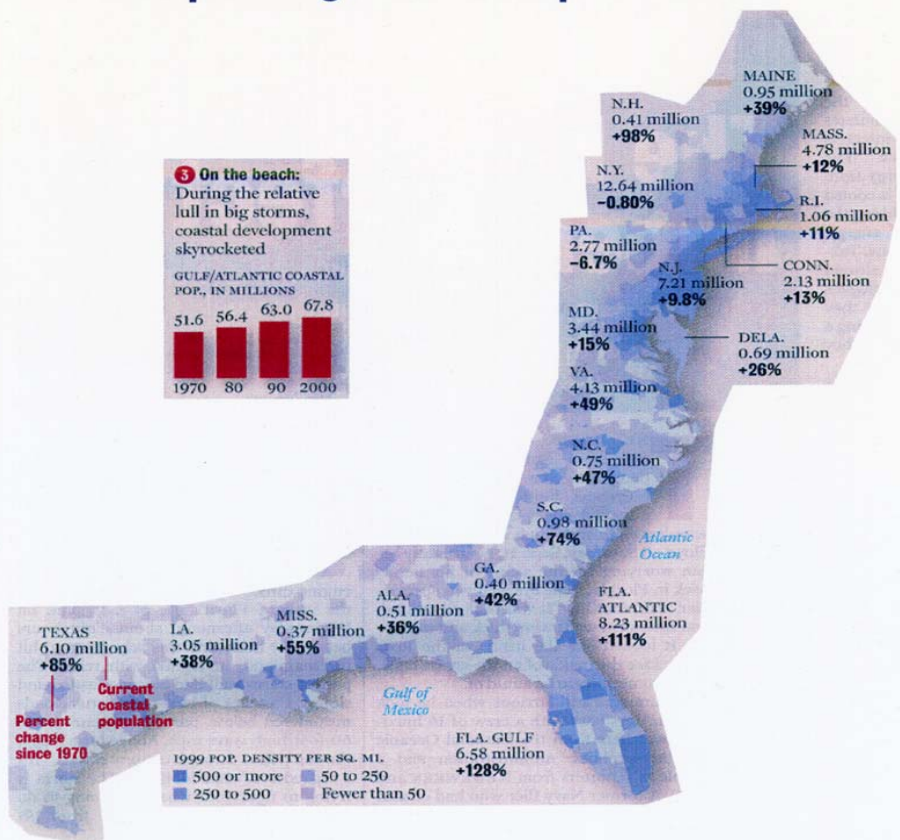 MAINE
0.95 million
+39%
N.H.
0.41 million
+98%
MASS.
4.78 million
+12%
N.Y.
12.64 million
−0.80%
R.I.
1.06 million
+11%
PA.
2.77 million
−6.7%
N.J.
7.21 million
+9.8%
CONN.
2.13 million
+13%
MD.
3.44 million
+15%
DELA.
0.69 million
+26%
VA.
4.13 million
+49%
N.C.
0.75 million
+47%
S.C.
0.98 million
+74%
Atlantic
Ocean
GA.
0.40 million
+42%
FLA.
ATLANTIC
8.23 million
+111%
ALA.
0.51 million
+36%
MISS.
0.37 million
+55%
LA.
3.05 million
+38%
TEXAS
6.10 million
+85%
Current
coastal
population
Percent
change
since 1970
Gulf of
Mexico
FLA. GULF
6.58 million
+128%
3 On the beach:
During the relative
lull in big storms,
coastal development
skyrocketed
GULF/ATLANTIC COASTAL
POP., IN MILLIONS
51.6 56.4 63.0 67.8
1970 80 90 2000
1999 POP. DENSITY PER SQ. MI.
500 or more 50 to 250
250 to 500 Fewer than 50